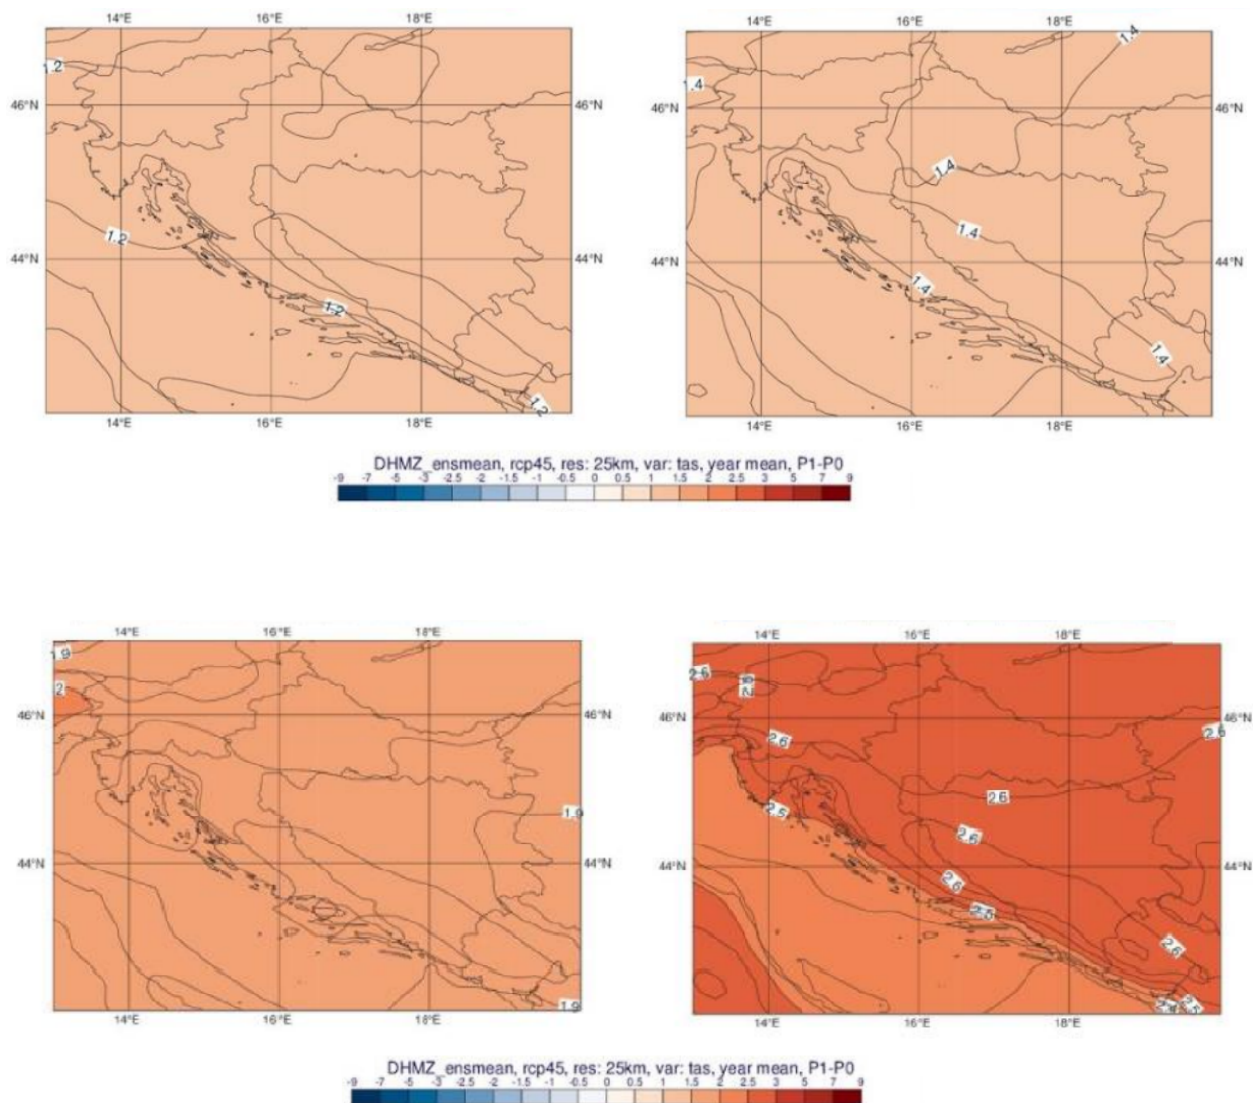 14°E 16°E 18°E 14°E 16°E 18°E
1.2 1.4
1.4
46°N 46°N 46°N 46°N
1.4
1.2 1.4
44°N 44°N 44°N 44°N
1.2 1.4
1.4
1.2
14°E 16°E 18°E 14°E 16°E 18°E
DHMZ_ensmean, rcp45, res: 25km, var: tas, year mean, P1-P0
-9 -7 -5 -3 -2.5 -2 -1.5 -1 -0.5 0 0.5 1 1.5 2 2.5 3 5 7 9
14°E 16°E 18°E 14°E 16°E 18°E
1.9 2.6
2
46°N 46°N 46°N 46°N
2.6 2.6
2.6
1.9 2.5
2.6
44°N 44°N 44°N 44°N
2.6
2.5
2.6
1.9 2.4 2.5
14°E 16°E 18°E 14°E 16°E 18°E
DHMZ_ensmean, rcp45, res: 25km, var: tas, year mean, P1-P0
-9 -7 -5 -3 -2.5 -2 -1.5 -1 -0.5 0 0.5 1 1.5 2 2.5 3 5 7 9